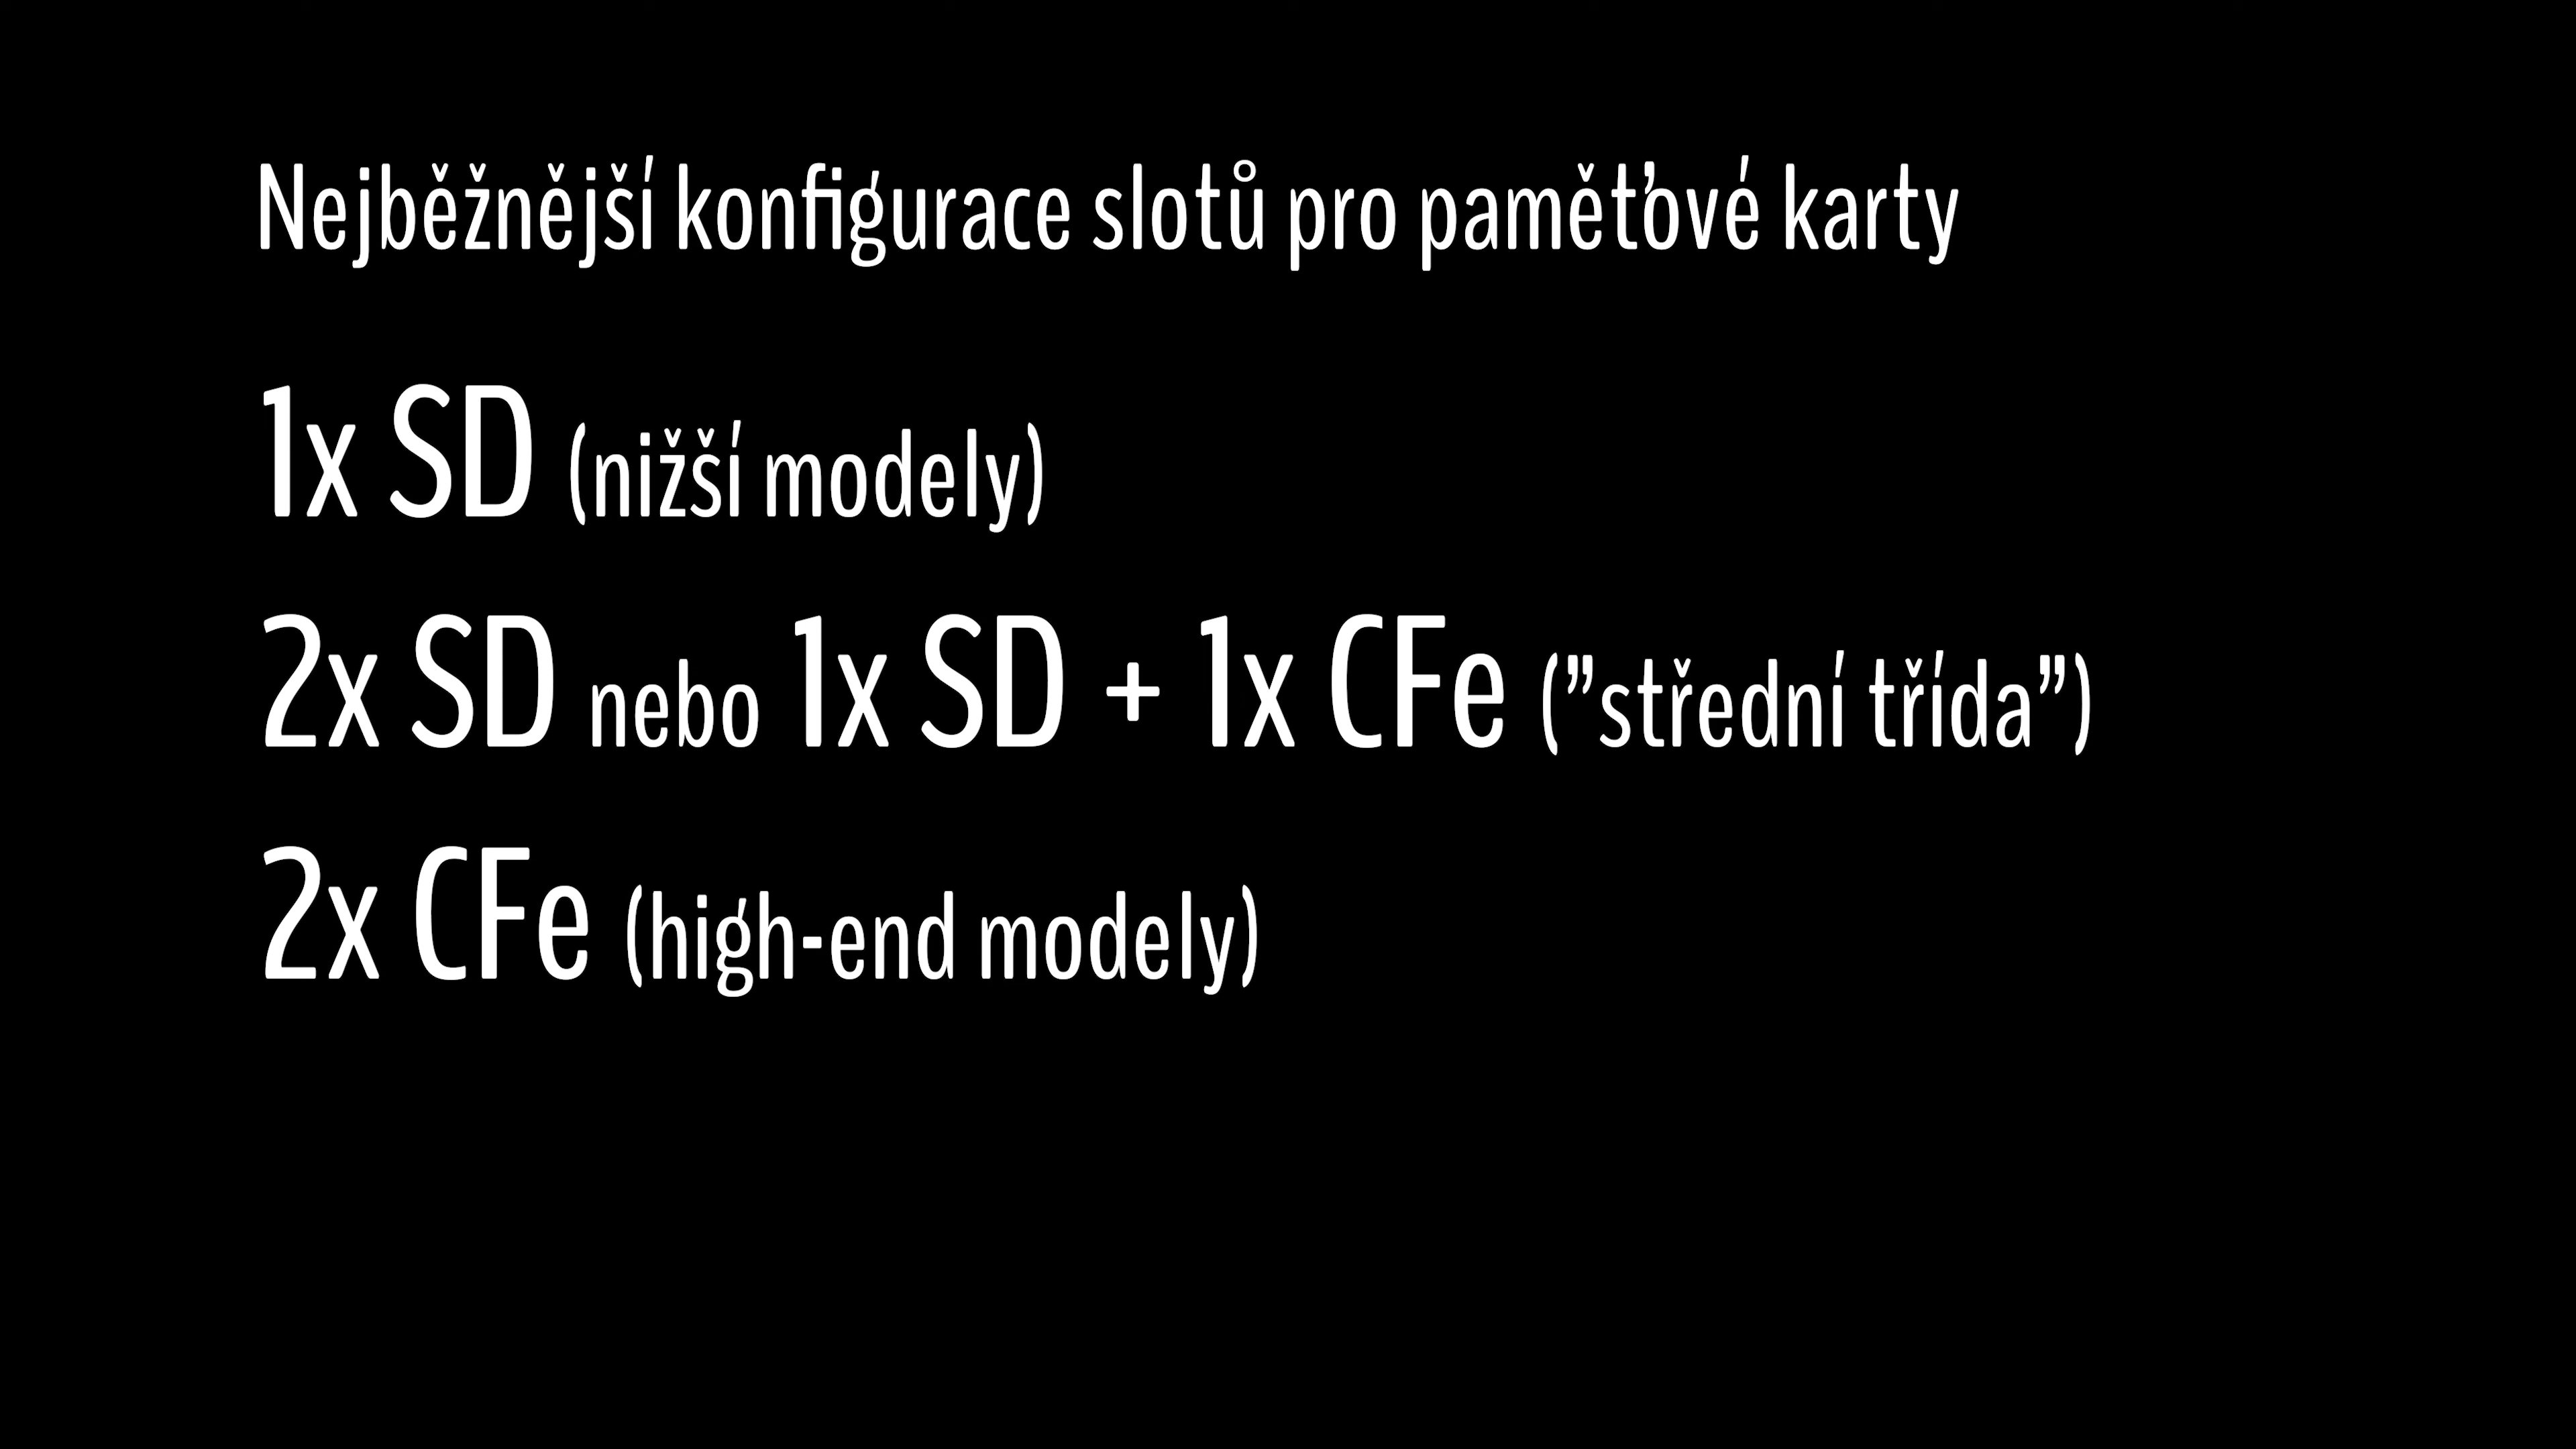 Nejběžnější konfigurace slotů pro paměťové karty
1x SD (nižší modely)
2x SD nebo 1x SD + 1x CFe (”střední třída”)
2x CFe (high-end modely)